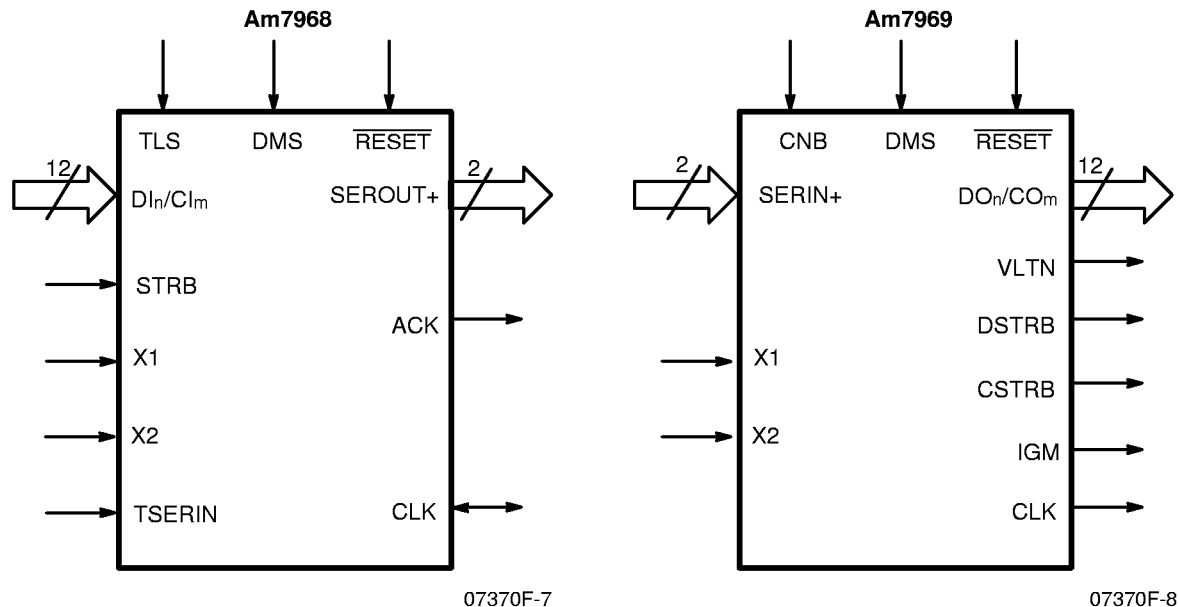 Am7968
TLS DMS RESET
12
DIn/CIm
SEROUT+
2
STRB
ACK
X1
X2
TSERIN
CLK
07370F-7
Am7969
CNB DMS RESET
2
SERIN+
DOn/COm
12
VLTN
DSTRB
X1
CSTRB
X2
IGM
CLK
07370F-8